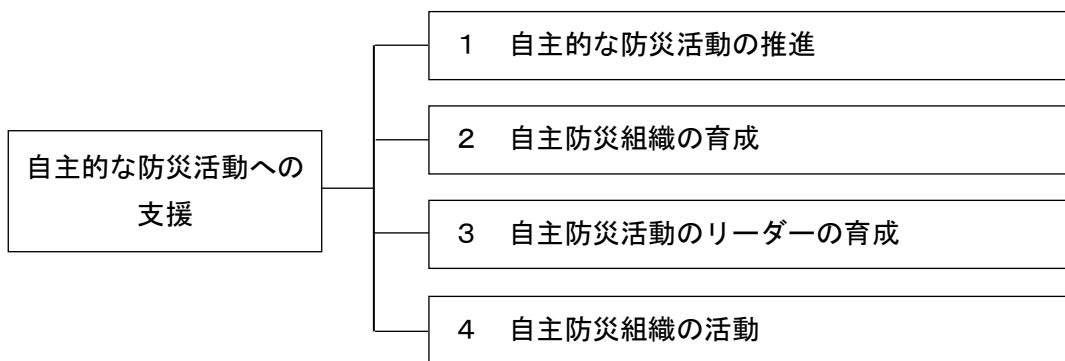 自主的な防災活動への
支援
１　自主的な防災活動の推進
２　自主防災組織の育成
３　自主防災活動のリーダーの育成
４　自主防災組織の活動